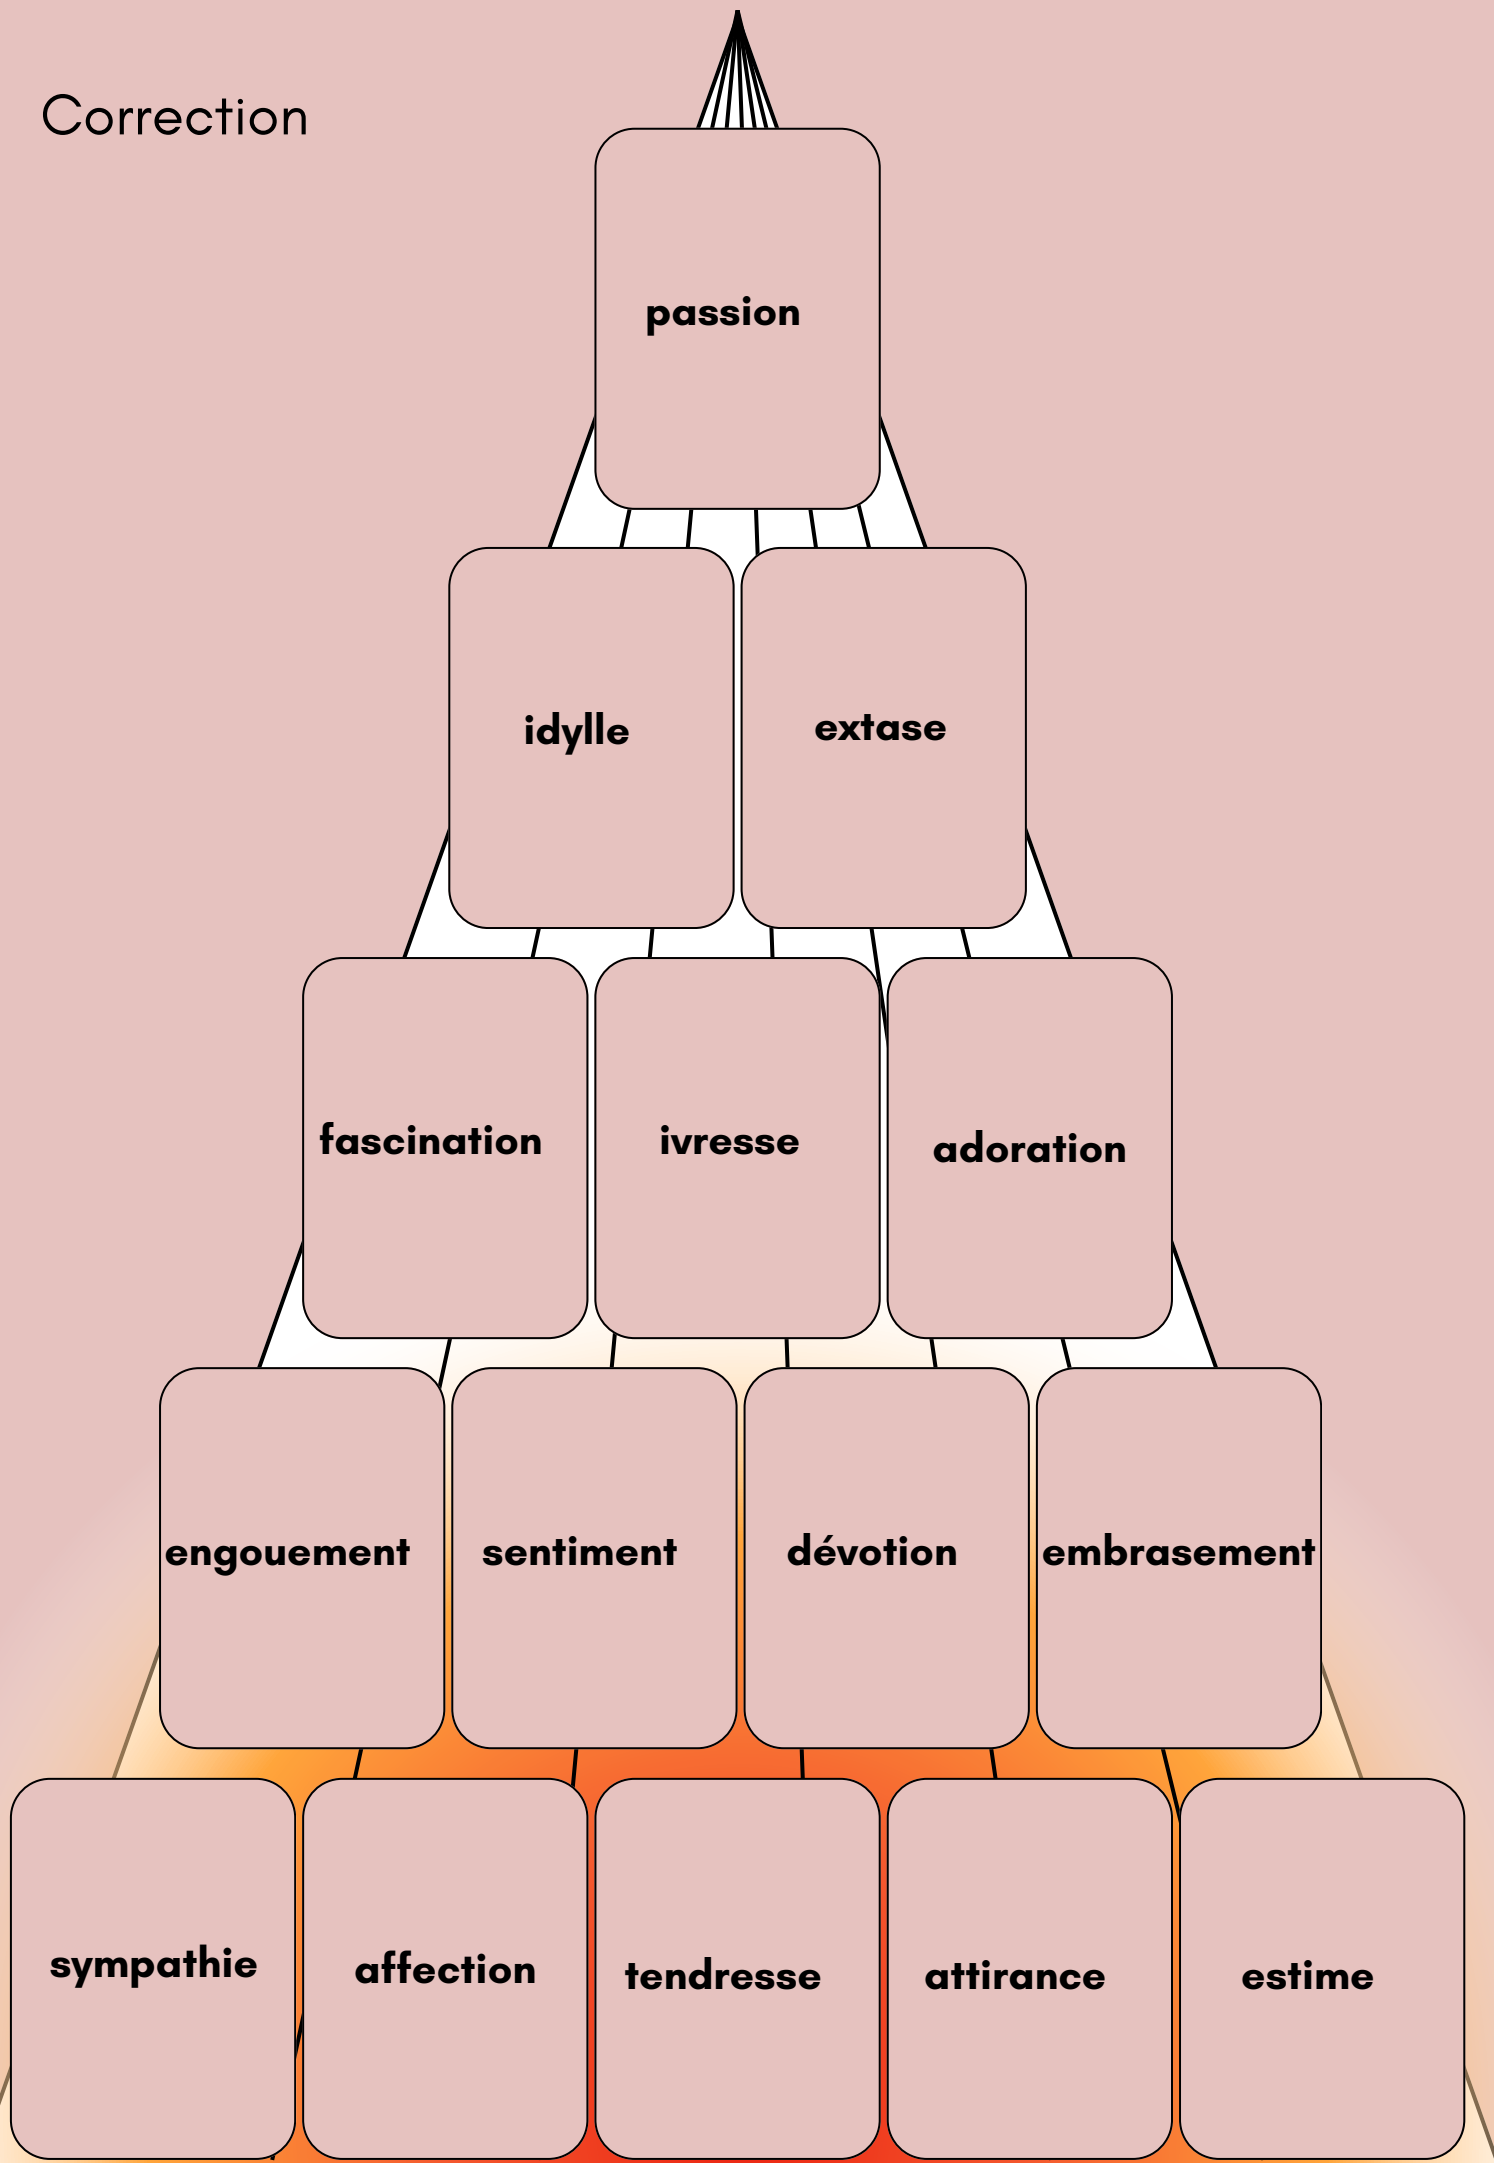 Correction
passion
idylle
extase
fascination
ivresse
adoration
engouement
sentiment
dévotion
embrasement
sympathie
affection
tendresse
attirance
estime